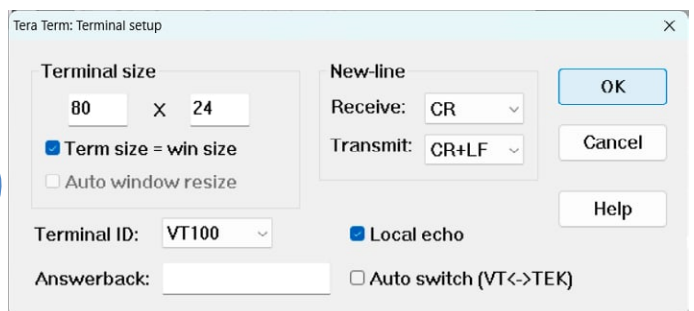 Tera Term: Terminal setup
Terminal size
80 X 24
Term size = win size
Auto window resize
New-line
Receive: CR
Transmit: CR+LF
OK
Cancel
Help
Terminal ID: VT100
Local echo
Answerback:
Auto switch (VT<->TEK)